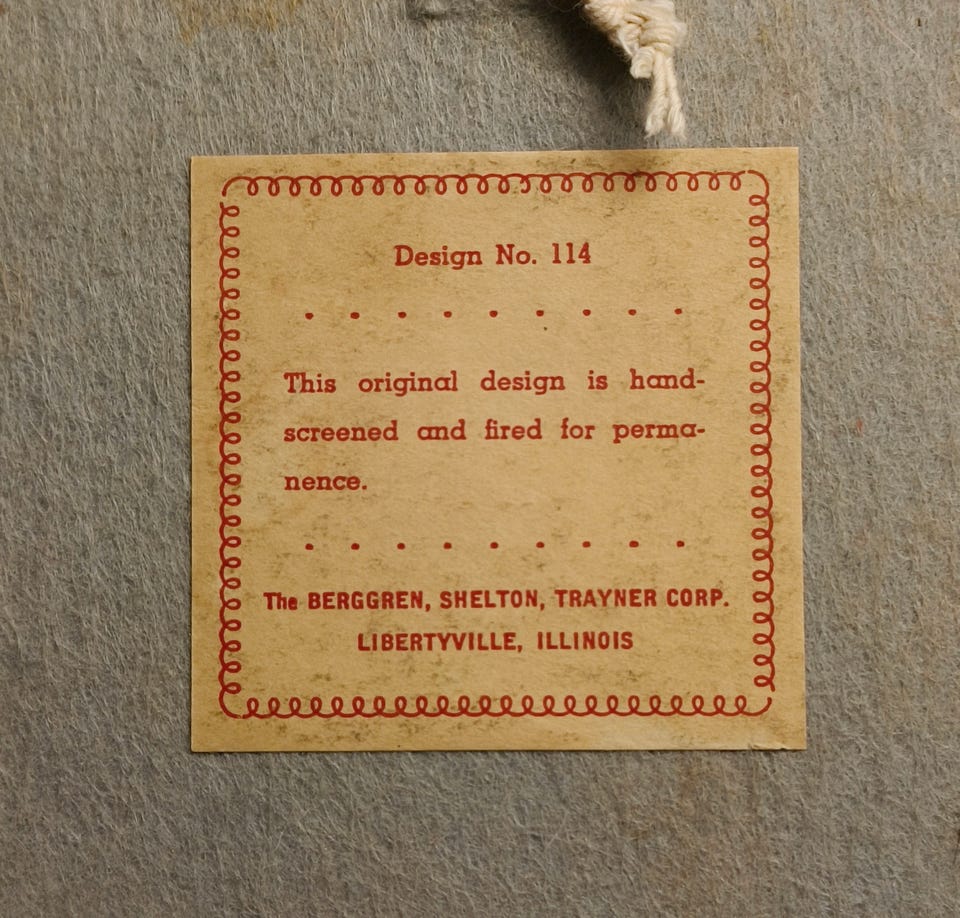 Design No. 114
. . . . . . . . .
This original design is hand-
screened and fired for perma-
nence.
. . . . . . . . .
The BERGGREN, SHELTON, TRAYNER CORP.
LIBERTYVILLE, ILLINOIS